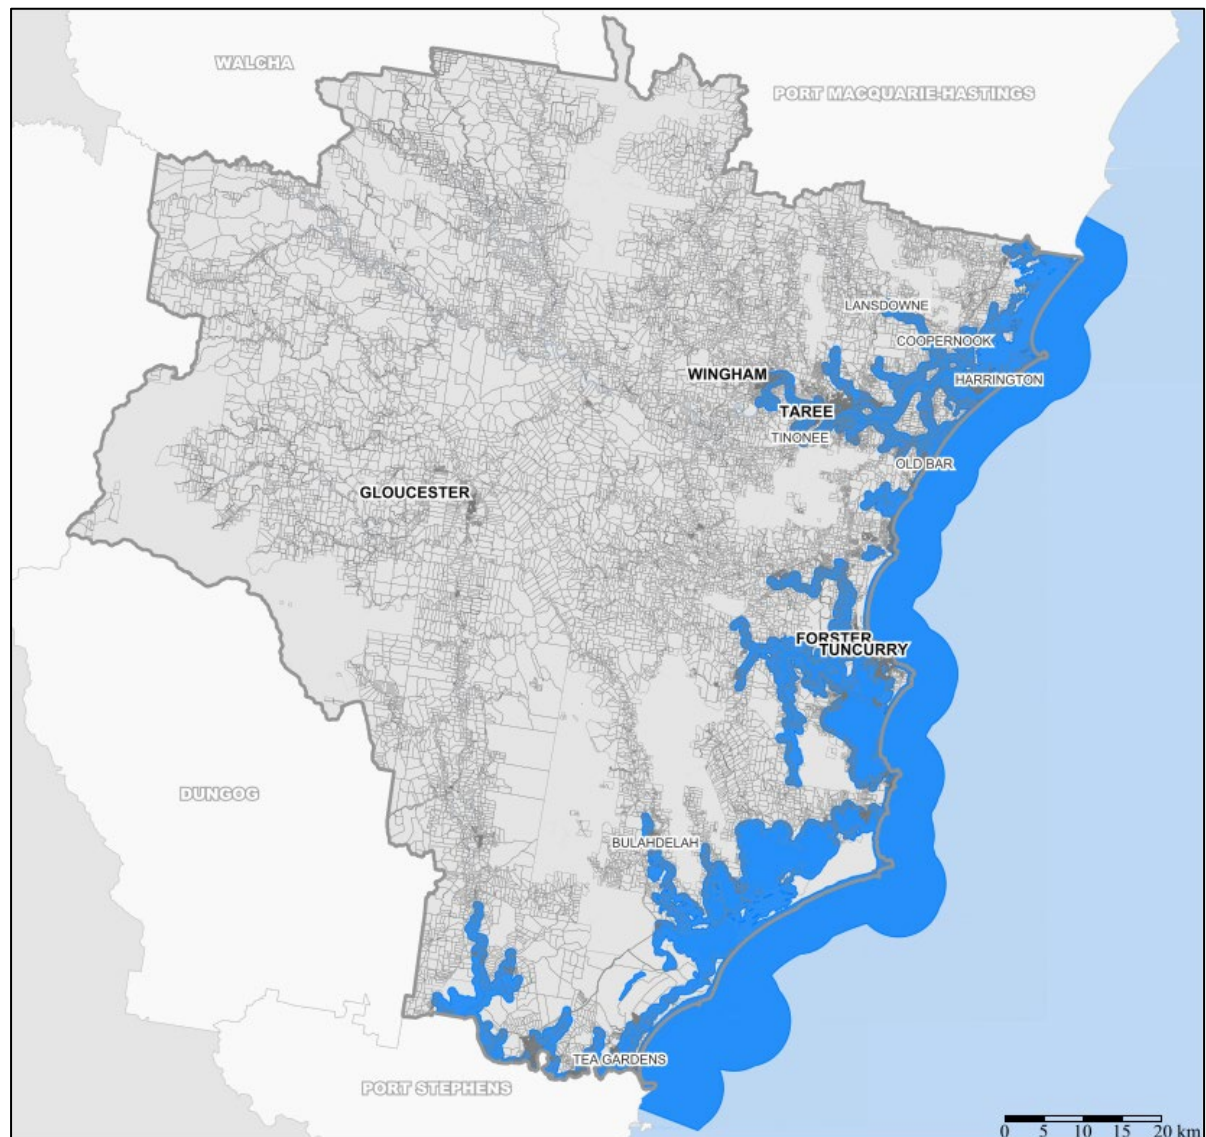 WALCHA
PORT MACQUARIE-HASTINGS
LANSDOWNE
COOPERNOOK
WINGHAM
HARRINGTON
TAREE
TINONEE
OLD BAR
GLOUCESTER
FORSTER
TUNCURRY
DUNGOG
BULAHDELAH
TEA GARDENS
PORT STEPHENS
0 5 10 15 20 km